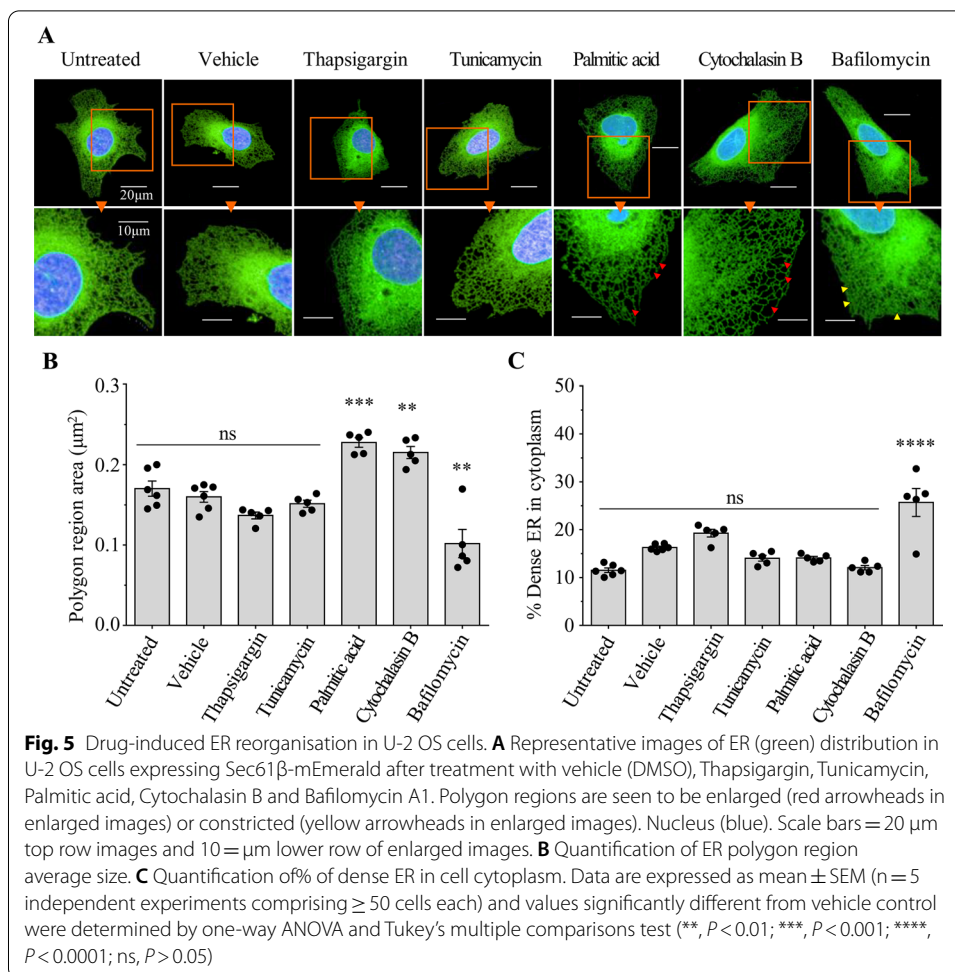 A
Untreated Vehicle Thapsigargin Tunicamycin Palmitic acid Cytochalasin B Bafilomycin
20μm
10μm
B
Polygon region area (μm²)
0.3
0.2
0.1
0.0
ns
***
**
**
Untreated
Vehicle
Thapsigargin
Tunicamycin
Palmitic acid
Cytochalasin B
Bafilomycin
C
% Dense ER in cytoplasm
50
40
30
20
10
0
ns
****
Untreated
Vehicle
Thapsigargin
Tunicamycin
Palmitic acid
Cytochalasin B
Bafilomycin
Fig. 5 Drug-induced ER reorganisation in U-2 OS cells. A Representative images of ER (green) distribution in
U-2 OS cells expressing Sec61β-mEmerald after treatment with vehicle (DMSO), Thapsigargin, Tunicamycin,
Palmitic acid, Cytochalasin B and Bafilomycin A1. Polygon regions are seen to be enlarged (red arrowheads in
enlarged images) or constricted (yellow arrowheads in enlarged images). Nucleus (blue). Scale bars = 20 μm
top row images and 10 = μm lower row of enlarged images. B Quantification of ER polygon region
average size. C Quantification of% of dense ER in cell cytoplasm. Data are expressed as mean ± SEM (n = 5
independent experiments comprising ≥ 50 cells each) and values significantly different from vehicle control
were determined by one-way ANOVA and Tukey's multiple comparisons test (**, P < 0.01; ***, P < 0.001; ****,
P < 0.0001; ns, P > 0.05)